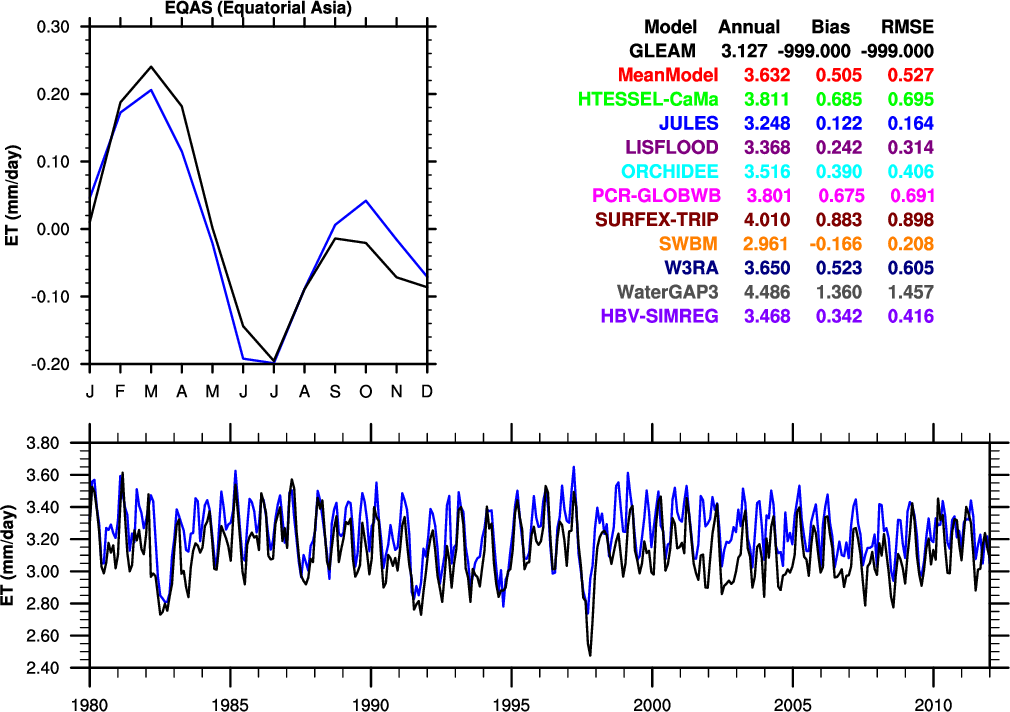 EQAS (Equatorial Asia)
ET (mm/day)
0.30
0.20
0.10
0.00
-0.10
-0.20
J F M A M J J A S O N D
Model Annual Bias RMSE
GLEAM 3.127 -999.000 -999.000
MeanModel 3.632 0.505 0.527
HTESSEL-CaMa 3.811 0.685 0.695
JULES 3.248 0.122 0.164
LISFLOOD 3.368 0.242 0.314
ORCHIDEE 3.516 0.390 0.406
PCR-GLOBWB 3.801 0.675 0.691
SURFEX-TRIP 4.010 0.883 0.898
SWBM 2.961 -0.166 0.208
W3RA 3.650 0.523 0.605
WaterGAP3 4.486 1.360 1.457
HBV-SIMREG 3.468 0.342 0.416
ET (mm/day)
3.80
3.60
3.40
3.20
3.00
2.80
2.60
2.40
1980 1985 1990 1995 2000 2005 2010